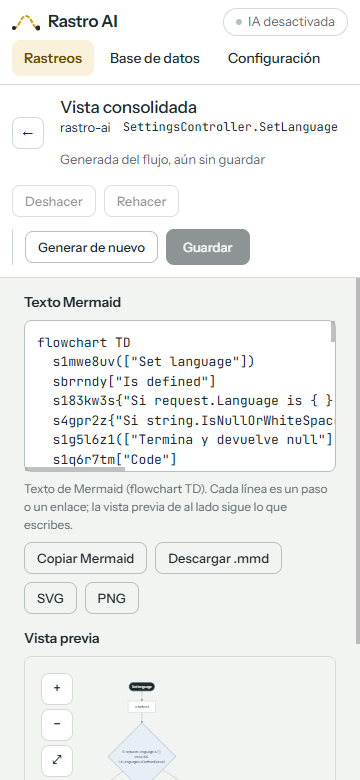 Rastro AI
IA desactivada
Rastreos
Base de datos
Configuración
←
Vista consolidada
rastro-ai SettingsController.SetLanguage
Generada del flujo, aún sin guardar
Deshacer
Rehacer
Generar de nuevo
Guardar
Texto Mermaid
flowchart TD
s1mwe8uv(["Set language"])
sbrrndy["Is defined"]
s183kw3s{"Si request.Language is { }
s4gpr2z{"Si string.IsNullOrWhiteSpac
s1g5l6z1(["Termina y devuelve null"]
s1q6r7tm["Code"]
Texto de Mermaid (flowchart TD). Cada línea es un paso
o un enlace; la vista previa de al lado sigue lo que
escribes.
Copiar Mermaid
Descargar .mmd
SVG
PNG
Vista previa
+
Set language
Is defined
−